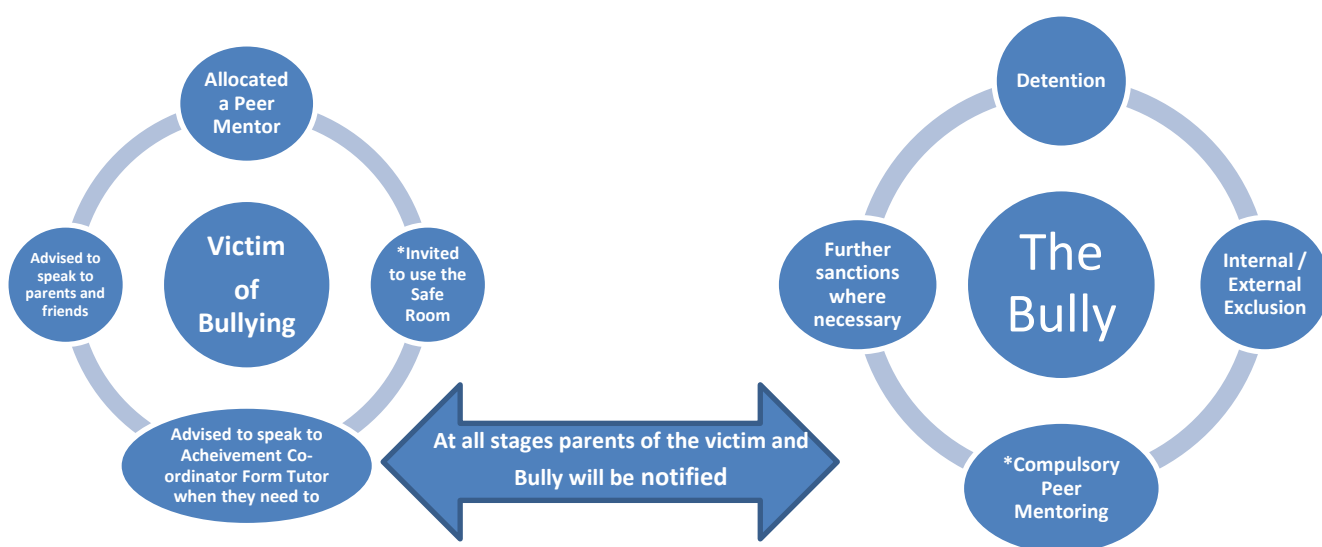 Allocated
a Peer
Mentor
Victim
of
Bullying
*Invited
to use the
Safe
Room
Advised to speak to
Acheivement Co-
ordinator Form Tutor
when they need to
Advised to
speak to
parents and
friends
At all stages parents of the victim and
Bully will be notified
Detention
The
Bully
Internal /
External
Exclusion
*Compulsory
Peer
Mentoring
Further
sanctions
where
necessary